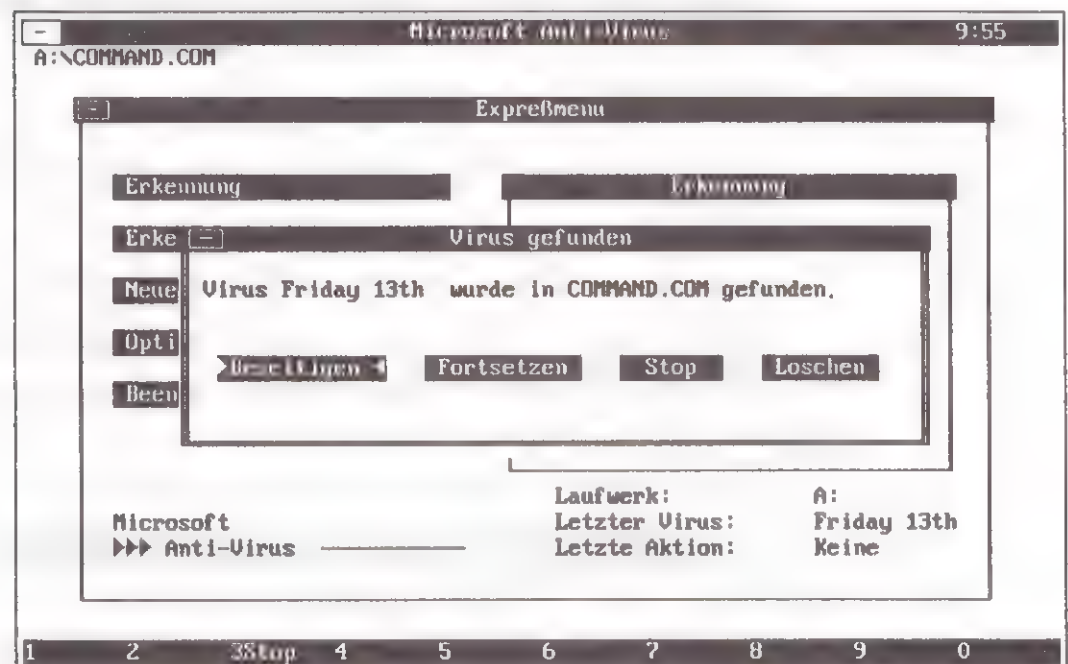 Microsoft Anti-Virus 9:55
A:\COMMAND.COM
Expreßmenu
Erkennung Erkennung
Erke Virus gefunden
Neue Virus Friday 13th wurde in COMMAND.COM gefunden.
Opti
Beseitigen Fortsetzen Stop Loschen
Been
Laufwerk: A:
Microsoft Letzter Virus: Friday 13th
▶▶▶ Anti-Virus Letzte Aktion: Keine
1 2 3Stop 4 5 6 7 8 9 0